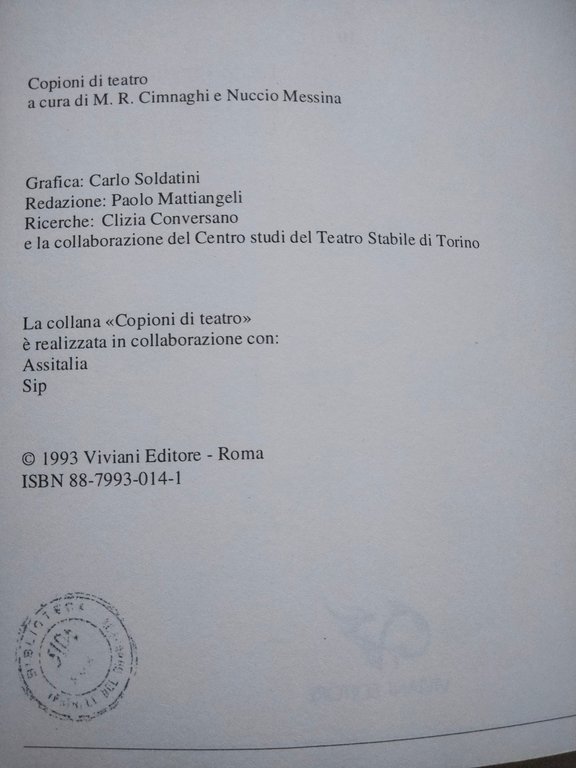 Copioni di teatro
a cura di M. R. Cimnaghi e Nuccio Messina
Grafica: Carlo Soldatini
Redazione: Paolo Mattiangeli
Ricerche: Clizia Conversano
e la collaborazione del Centro studi del Teatro Stabile di Torino
La collana «Copioni di teatro»
è realizzata in collaborazione con:
Assitalia
Sip
© 1993 Viviani Editore - Roma
ISBN 88-7993-014-1
BIBLIOTECA